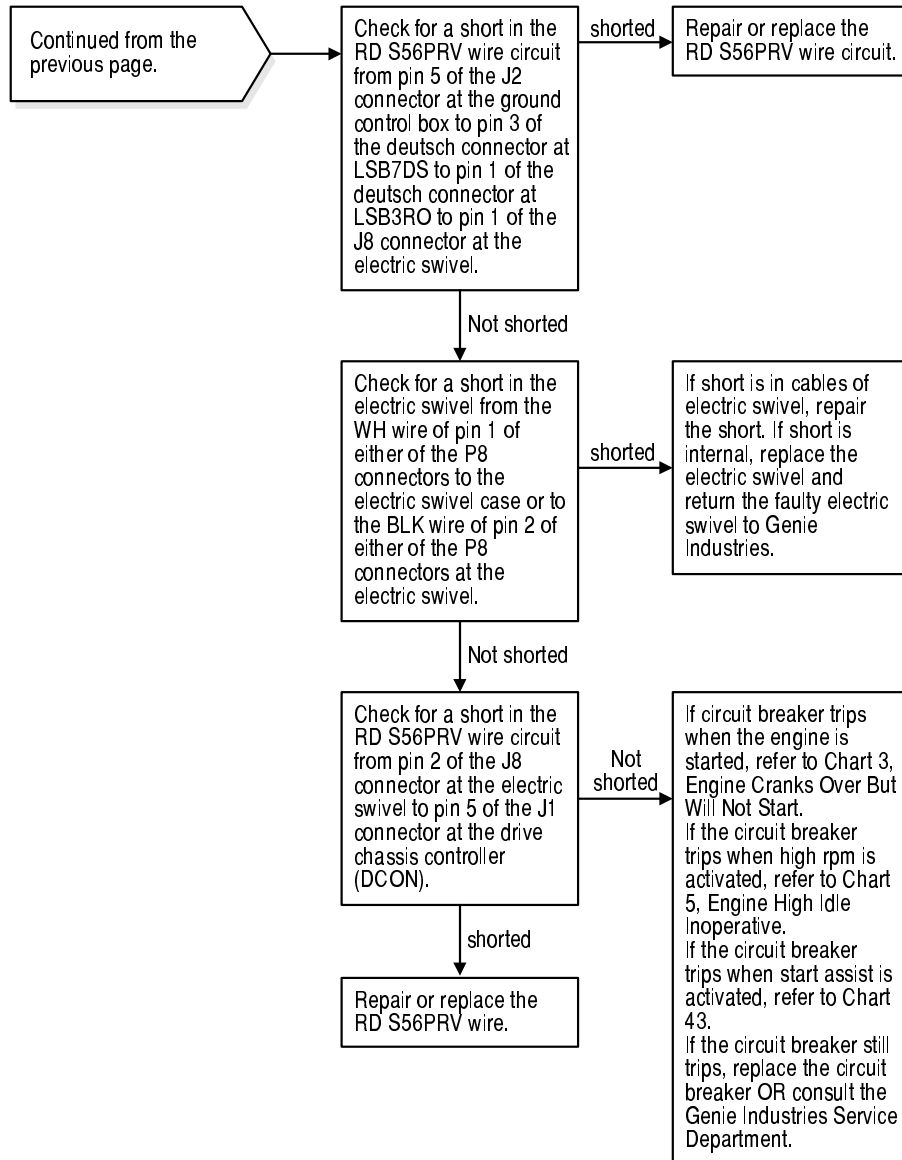 Continued from the
previous page.
Check for a short in the
RD S56PRV wire circuit
from pin 5 of the J2
connector at the ground
control box to pin 3 of
the deutsch connector at
LSB7DS to pin 1 of the
deutsch connector at
LSB3RO to pin 1 of the
J8 connector at the
electric swivel.
shorted
Repair or replace the
RD S56PRV wire circuit.
Not shorted
Check for a short in the
electric swivel from the
WH wire of pin 1 of
either of the P8
connectors to the
electric swivel case or to
the BLK wire of pin 2 of
either of the P8
connectors at the
electric swivel.
shorted
If short is in cables of
electric swivel, repair
the short. If short is
internal, replace the
electric swivel and
return the faulty electric
swivel to Genie
Industries.
Not shorted
Check for a short in the
RD S56PRV wire circuit
from pin 2 of the J8
connector at the electric
swivel to pin 5 of the J1
connector at the drive
chassis controller
(DCON).
Not
shorted
If circuit breaker trips
when the engine is
started, refer to Chart 3,
Engine Cranks Over But
Will Not Start.
If the circuit breaker
trips when high rpm is
activated, refer to Chart
5, Engine High Idle
Inoperative.
If the circuit breaker
trips when start assist is
activated, refer to Chart
43.
If the circuit breaker still
trips, replace the circuit
breaker OR consult the
Genie Industries Service
Department.
shorted
Repair or replace the
RD S56PRV wire.